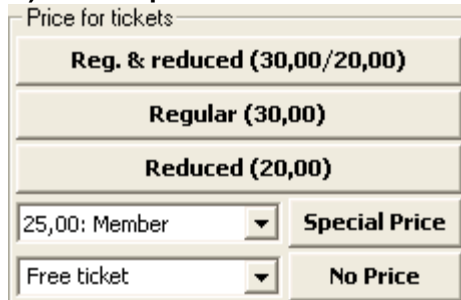 Price for tickets
Reg. & reduced (30,00/20,00)
Regular (30,00)
Reduced (20,00)
25,00: Member Special Price
Free ticket No Price